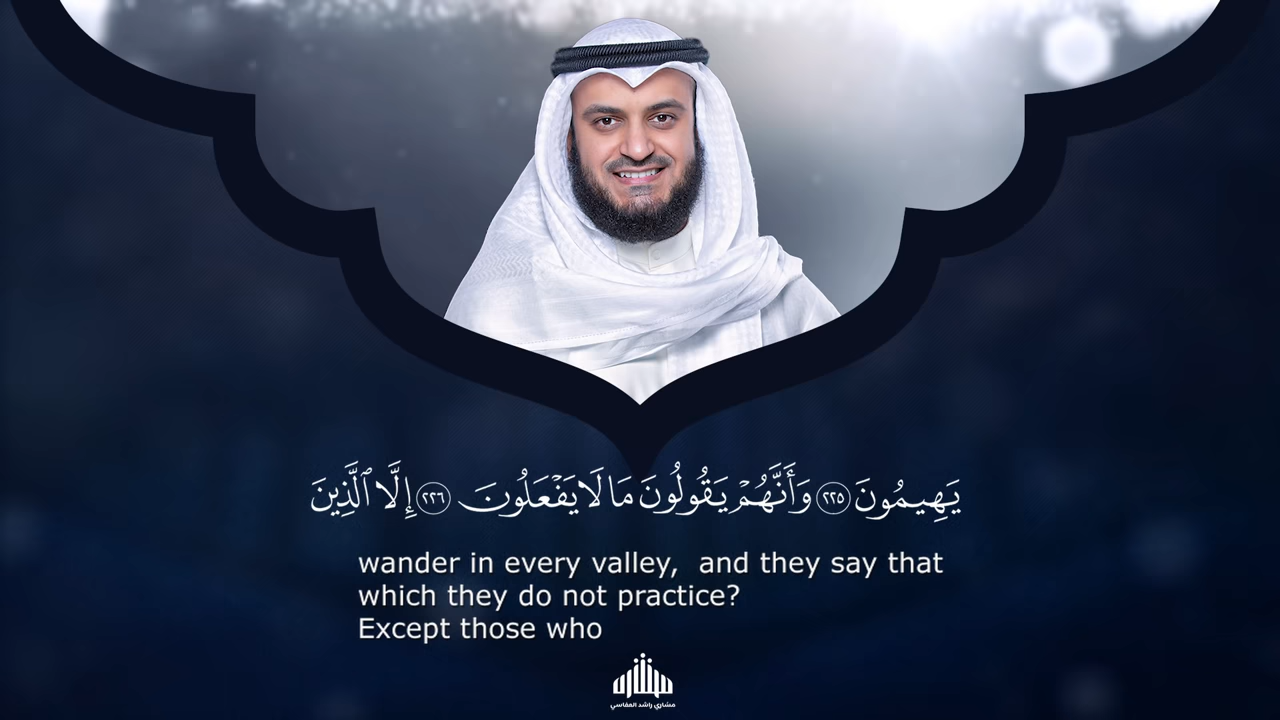 يَهِيمُونَ ٢٢٥ وَأَنَّهُمْ يَقُولُونَ مَا لَا يَفْعَلُونَ ٢٢٦ إِلَّا ٱلَّذِينَ
wander in every valley, and they say that
which they do not practice?
Except those who
مشاري راشد العفاسي